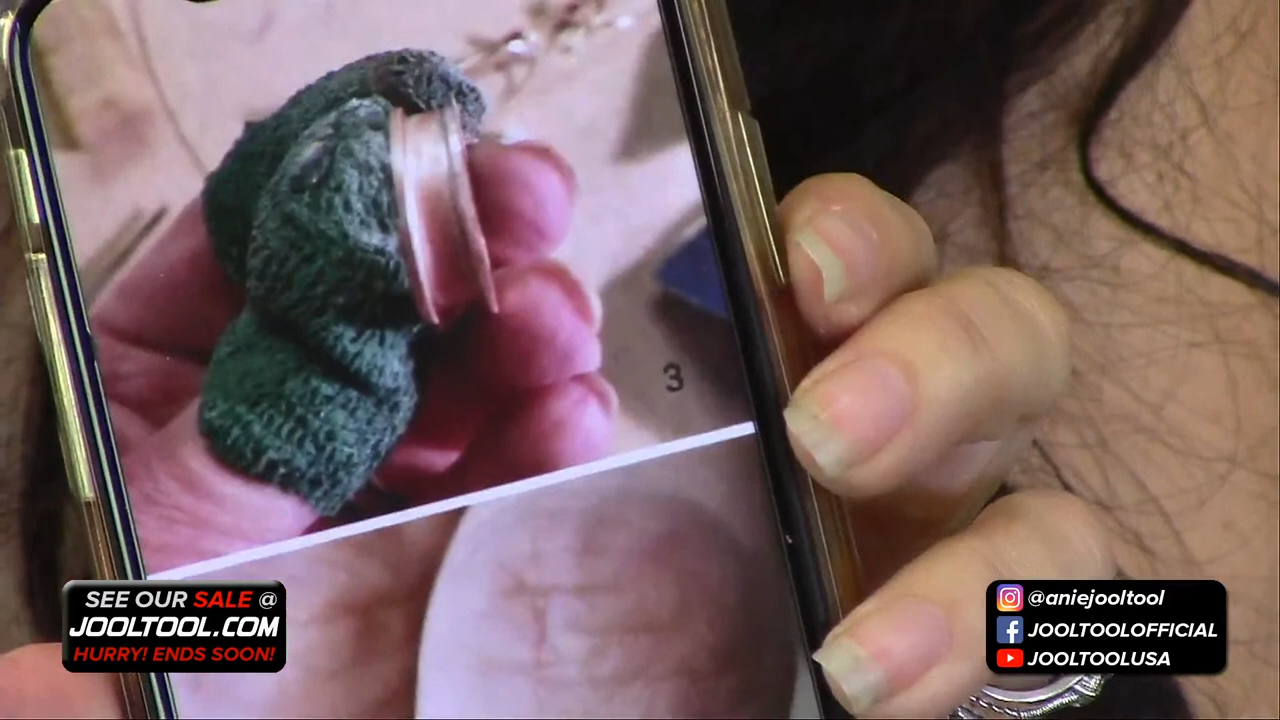 3
SEE OUR SALE @
JOOLTOOL.COM
HURRY! ENDS SOON!
@aniejooltool
JOOLTOOLOFFICIAL
JOOLTOOLUSA